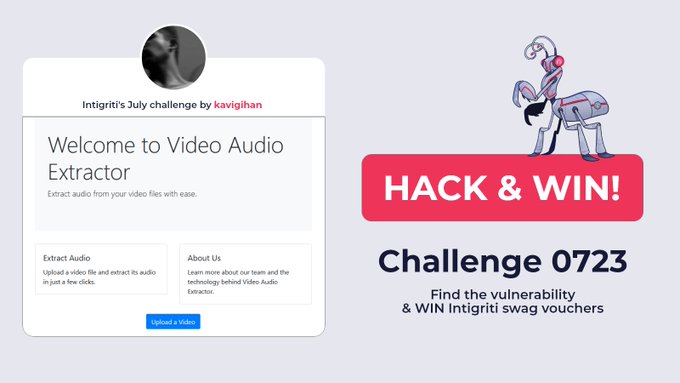 Intigriti's July challenge by kavigihan
Welcome to Video Audio
Extractor
Extract audio from your video files with ease.
Extract Audio
Upload a video file and extract its audio
in just a few clicks.
About Us
Learn more about our team and the
technology behind Video Audio
Extractor.
Upload a Video
HACK & WIN!
Challenge 0723
Find the vulnerability
& WIN Intigriti swag vouchers